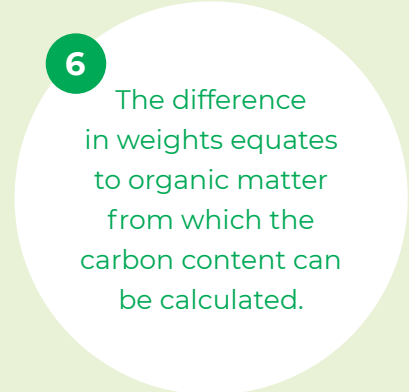 6
The difference
in weights equates
to organic matter
from which the
carbon content can
be calculated.